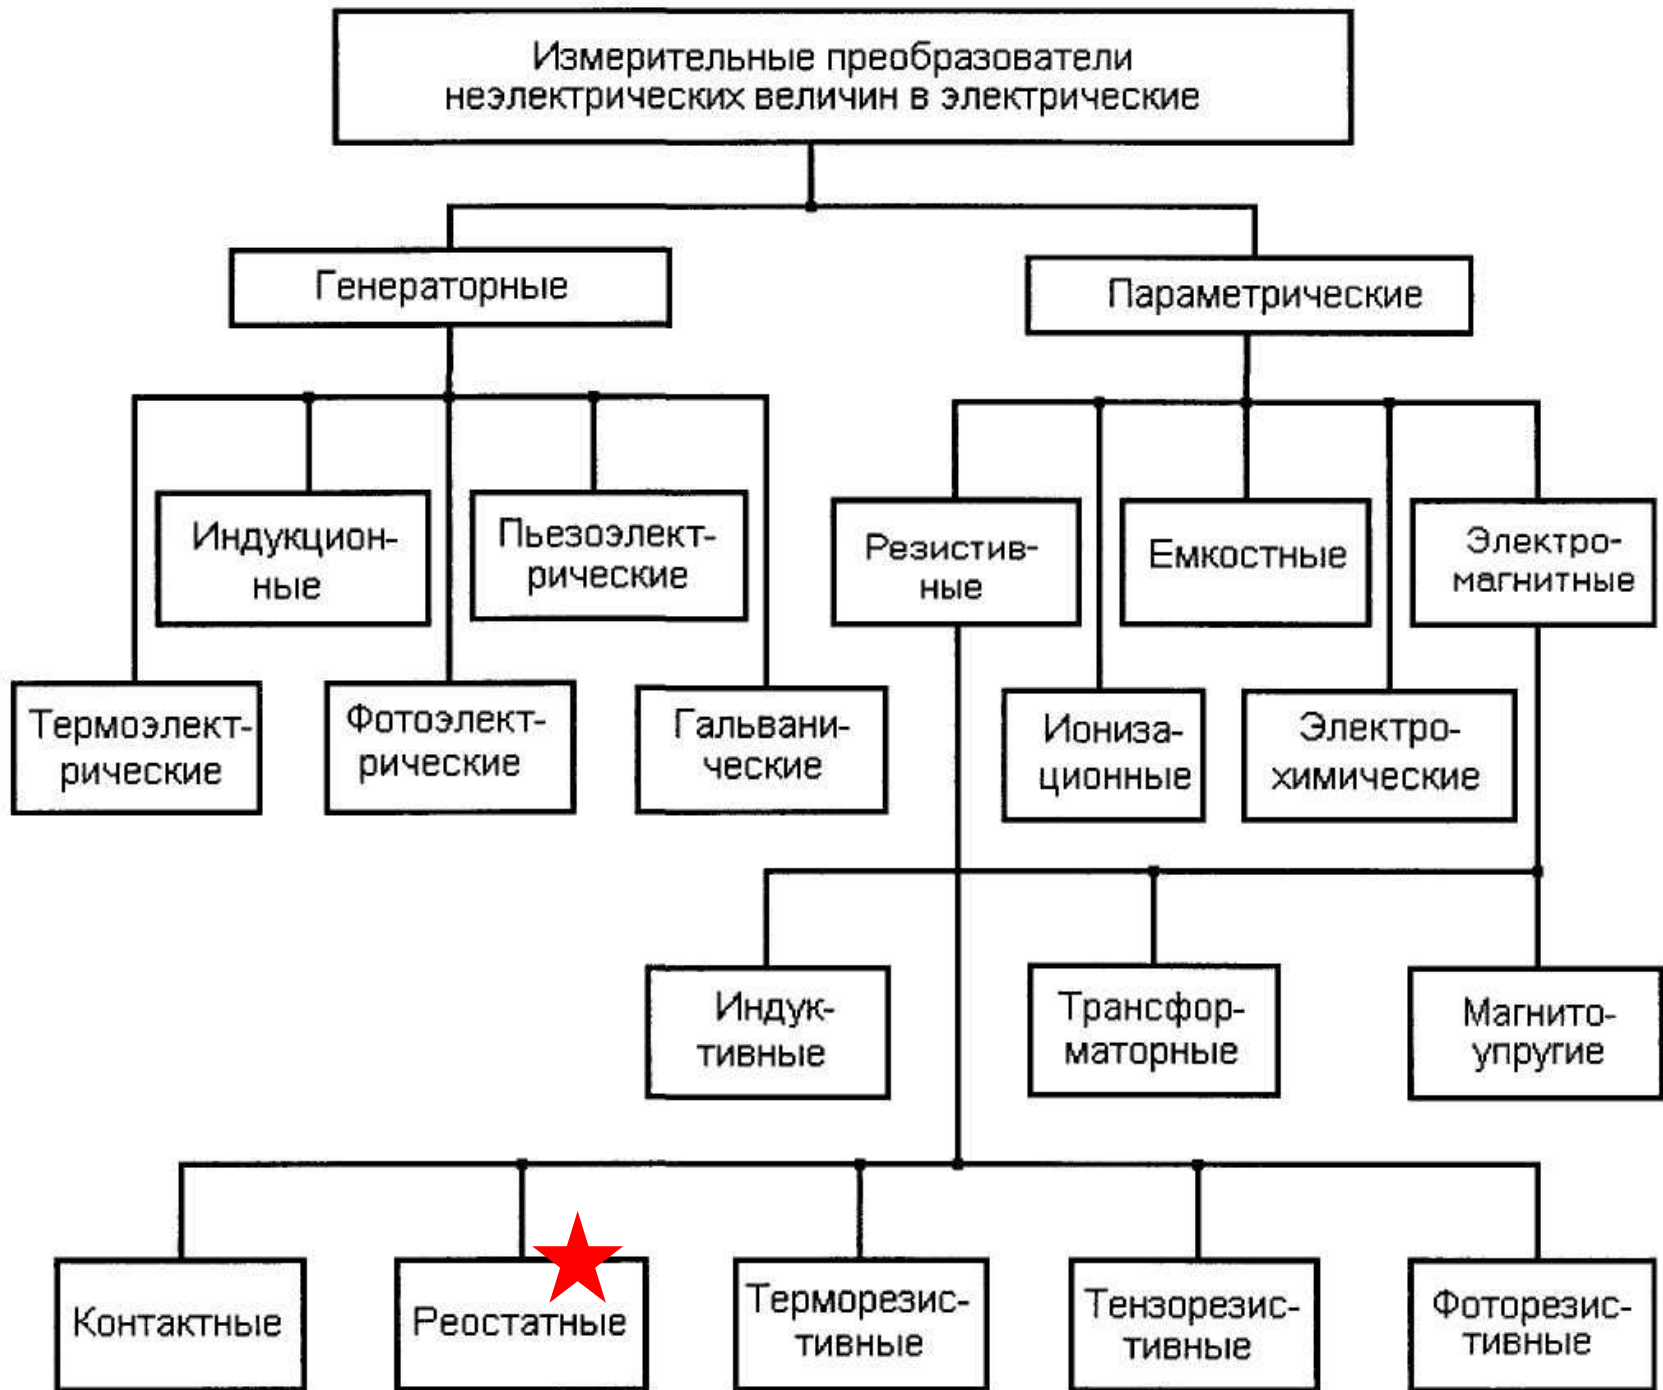 Измерительные преобразователи
неэлектрических величин в электрические
Генераторные
Параметрические
Индукцион-
ные
Пьезоэлект-
рические
Резистив-
ные
Емкостные
Электро-
магнитные
Термоэлект-
рические
Фотоэлект-
рические
Гальвани-
ческие
Иониза-
ционные
Электро-
химические
Индук-
тивные
Трансфор-
маторные
Магнито-
упругие
Контактные
Реостатные
Терморезис-
тивные
Тензорезис-
тивные
Фоторезис-
тивные